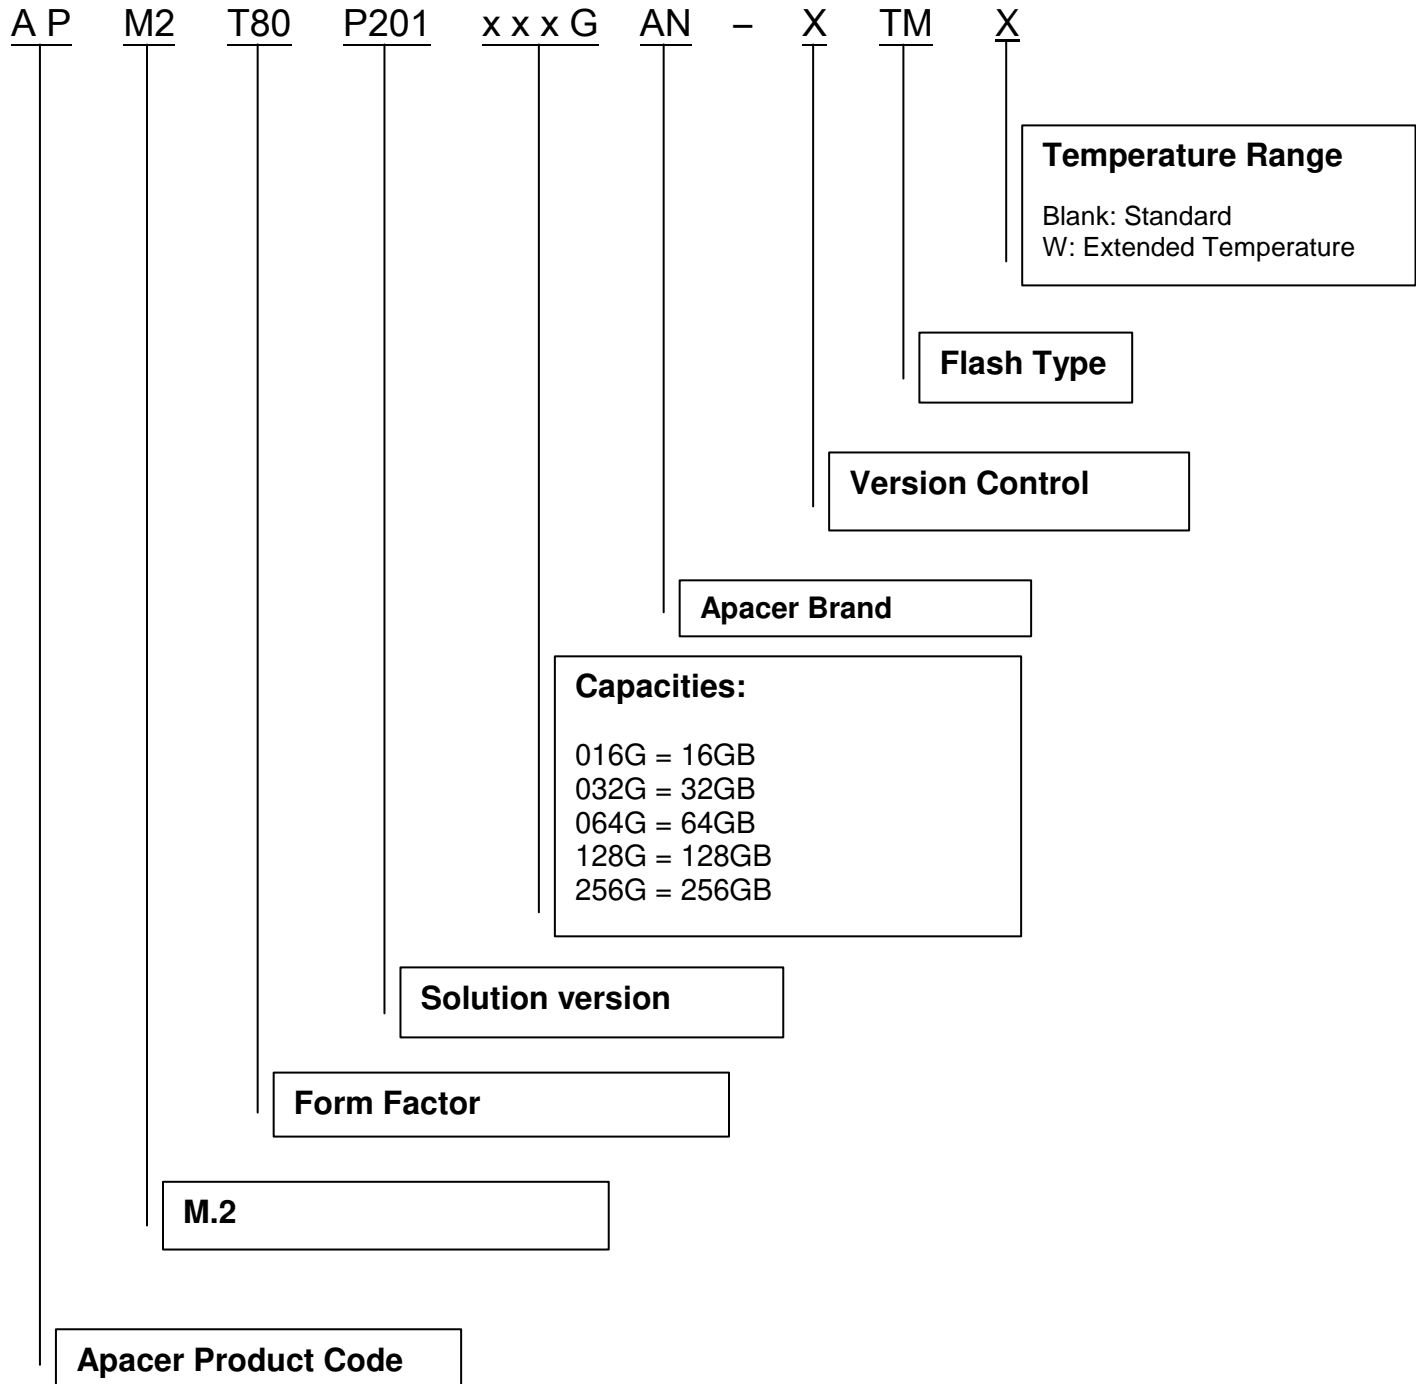 A P M2 T80 P201 x x x G AN – X TM X
Temperature Range
Blank: Standard
W: Extended Temperature
Flash Type
Version Control
Apacer Brand
Capacities:
016G = 16GB
032G = 32GB
064G = 64GB
128G = 128GB
256G = 256GB
Solution version
Form Factor
M.2
Apacer Product Code